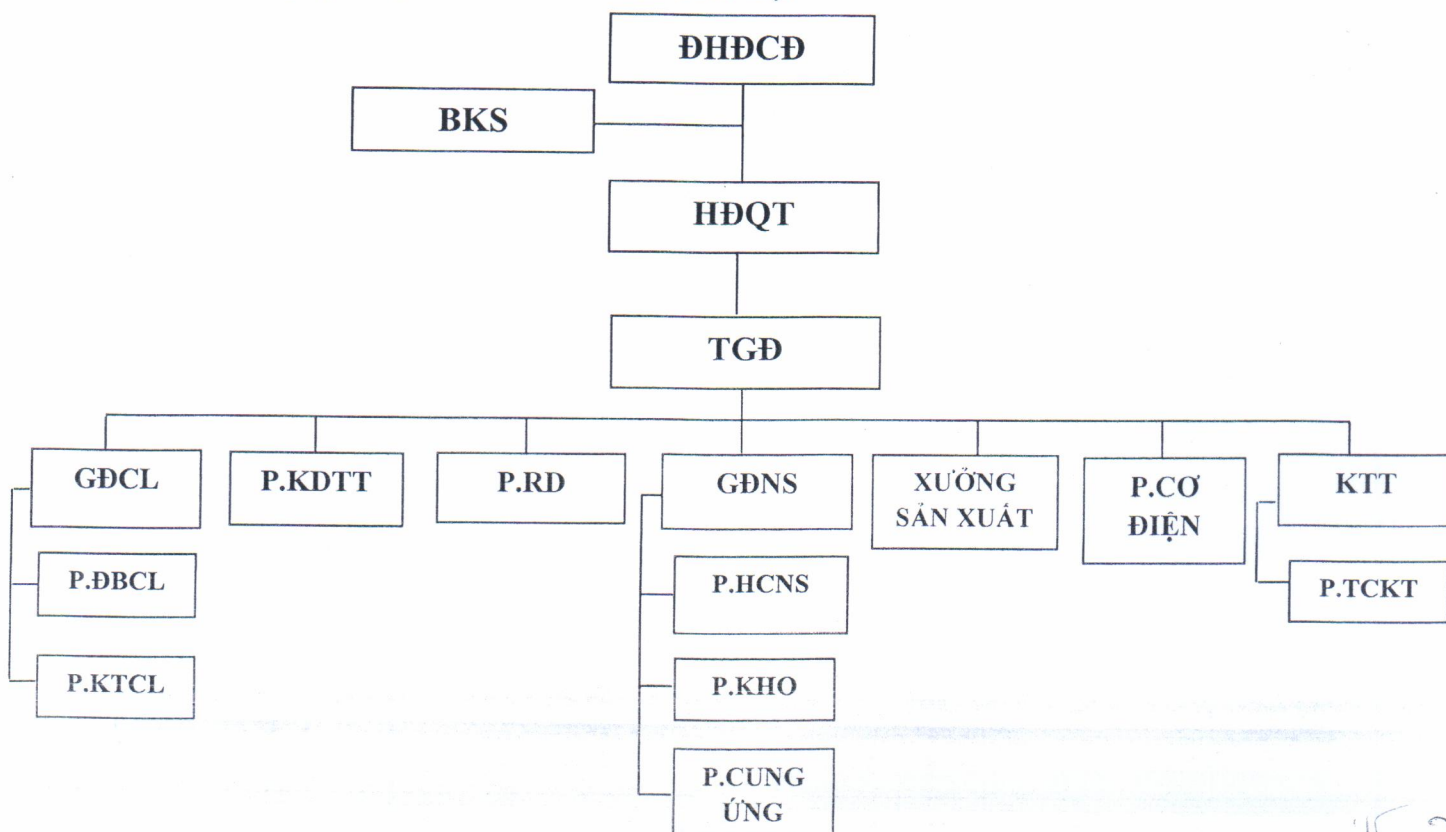 ĐHĐCĐ
BKS
HĐQT
TGĐ
GĐCL
P.KDTT
P.RD
GĐNS
XƯỞNG
SẢN XUẤT
P.CƠ
ĐIỆN
KTT
P.ĐBCL
P.HCNS
P.TCKT
P.KTCL
P.KHO
P.CUNG
ỨNG